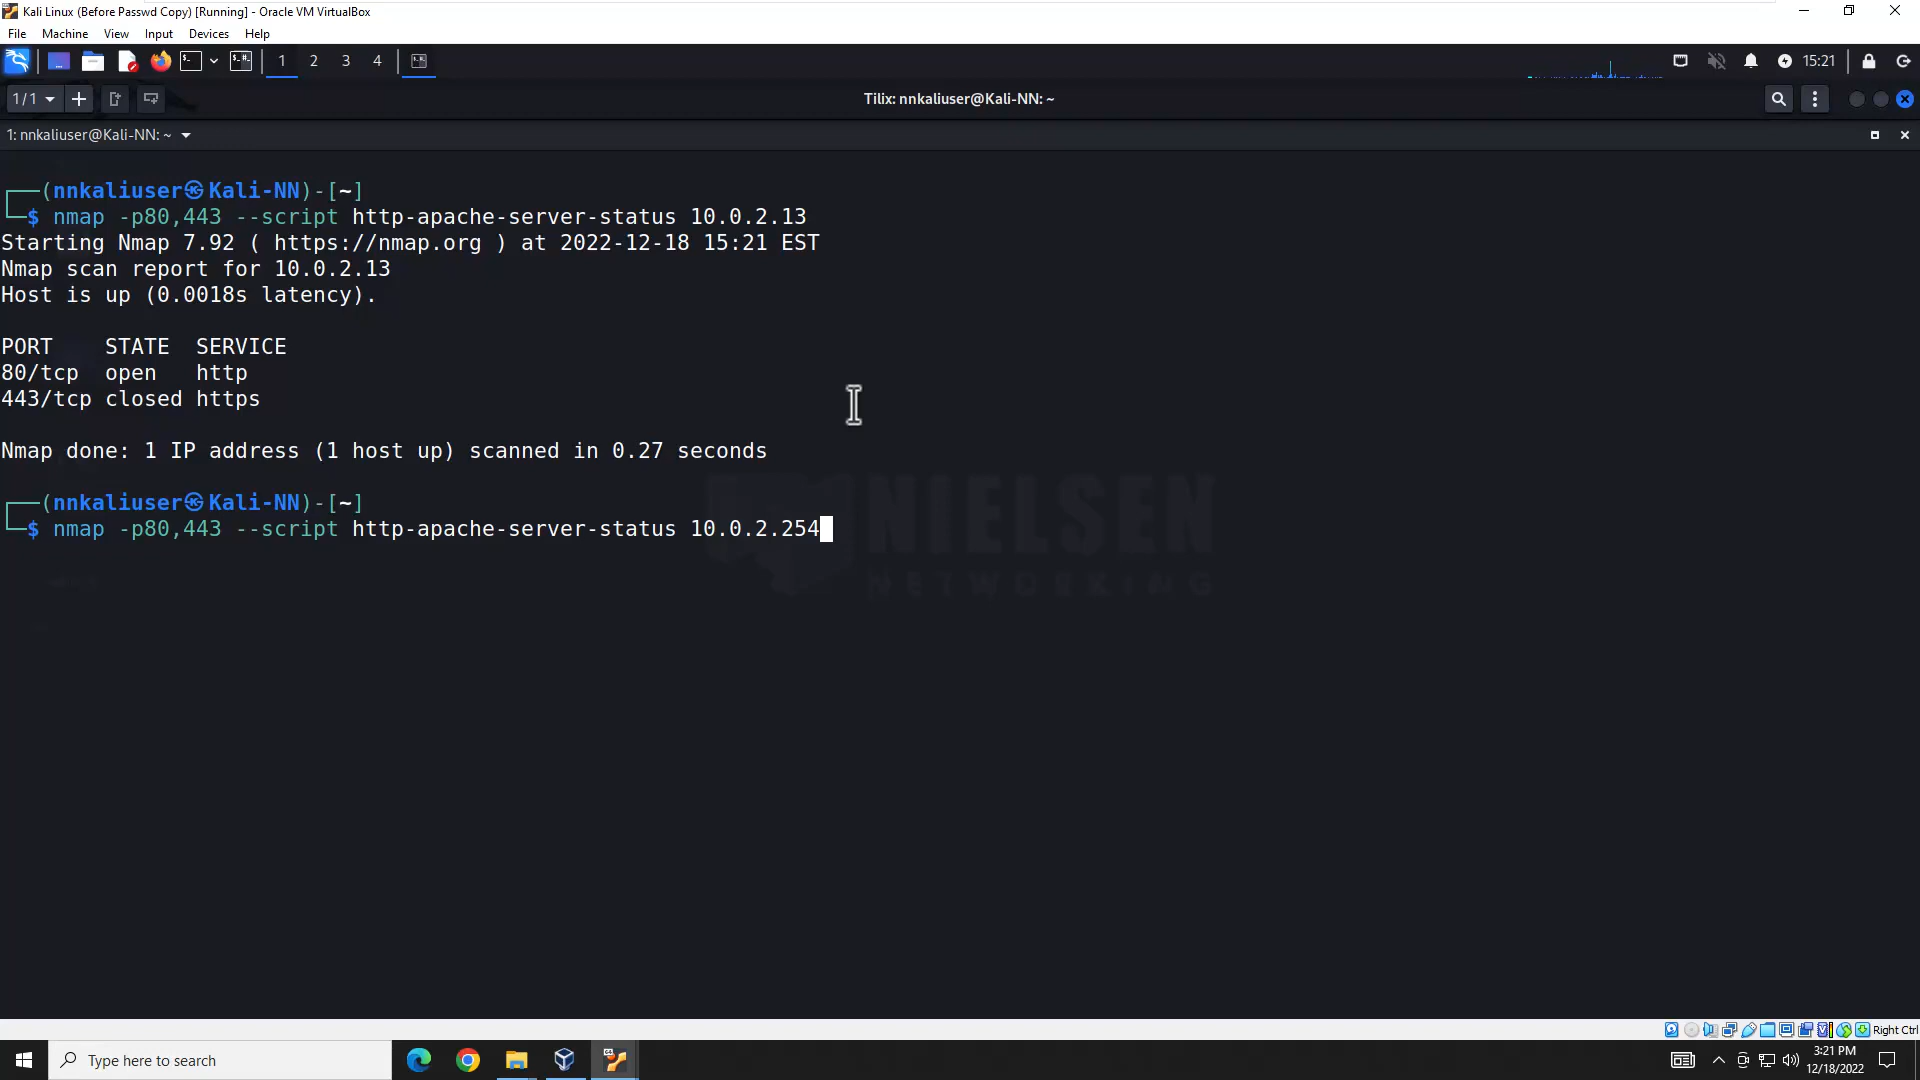 Kali Linux (Before Passwd Copy) [Running] - Oracle VM VirtualBox
File Machine View Input Devices Help
1 2 3 4 15:21
1/1 Tilix: nnkaliuser@Kali-NN: ~
1: nnkaliuser@Kali-NN: ~
(nnkaliuser㉿Kali-NN)-[~]
$ nmap -p80,443 --script http-apache-server-status 10.0.2.13
Starting Nmap 7.92 ( https://nmap.org ) at 2022-12-18 15:21 EST
Nmap scan report for 10.0.2.13
Host is up (0.0018s latency).
PORT STATE SERVICE
80/tcp open http
443/tcp closed https
Nmap done: 1 IP address (1 host up) scanned in 0.27 seconds
(nnkaliuser㉿Kali-NN)-[~]
$ nmap -p80,443 --script http-apache-server-status 10.0.2.254
NIELSEN
NETWORKING
Right Ctrl
Type here to search
3:21 PM
12/18/2022